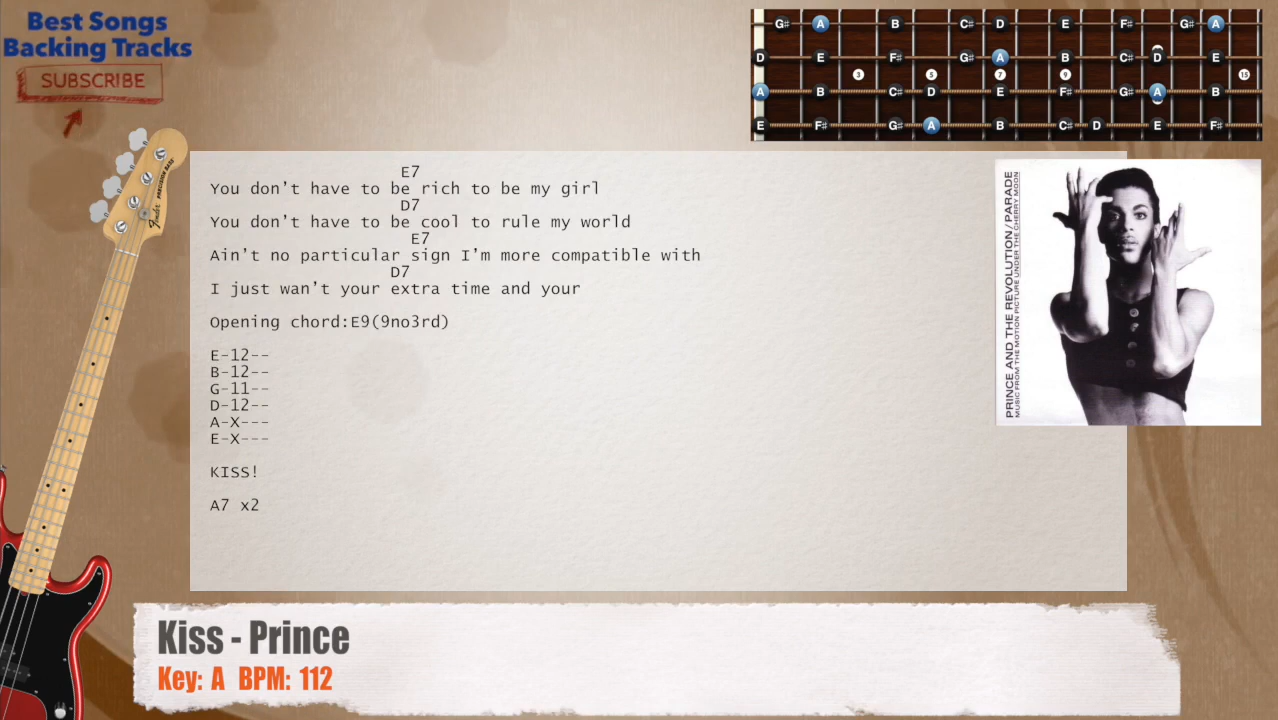 Best Songs
Backing Tracks
SUBSCRIBE
G# A B C# D E F# G# A
D E F# G# A B C# D E
3 5 7 9 15
A B C# D E F# G# A B
E F# G# A B C# D E F#
Fender PRECISION BASS
E7
You don't have to be rich to be my girl
D7
You don't have to be cool to rule my world
E7
Ain't no particular sign I'm more compatible with
D7
I just wan't your extra time and your
Opening chord:E9(9no3rd)
E-12--
B-12--
G-11--
D-12--
A-X---
E-X---
KISS!
A7 x2
PRINCE AND THE REVOLUTION/PARADE
MUSIC FROM THE MOTION PICTURE UNDER THE CHERRY MOON
Kiss - Prince
Key: A BPM: 112